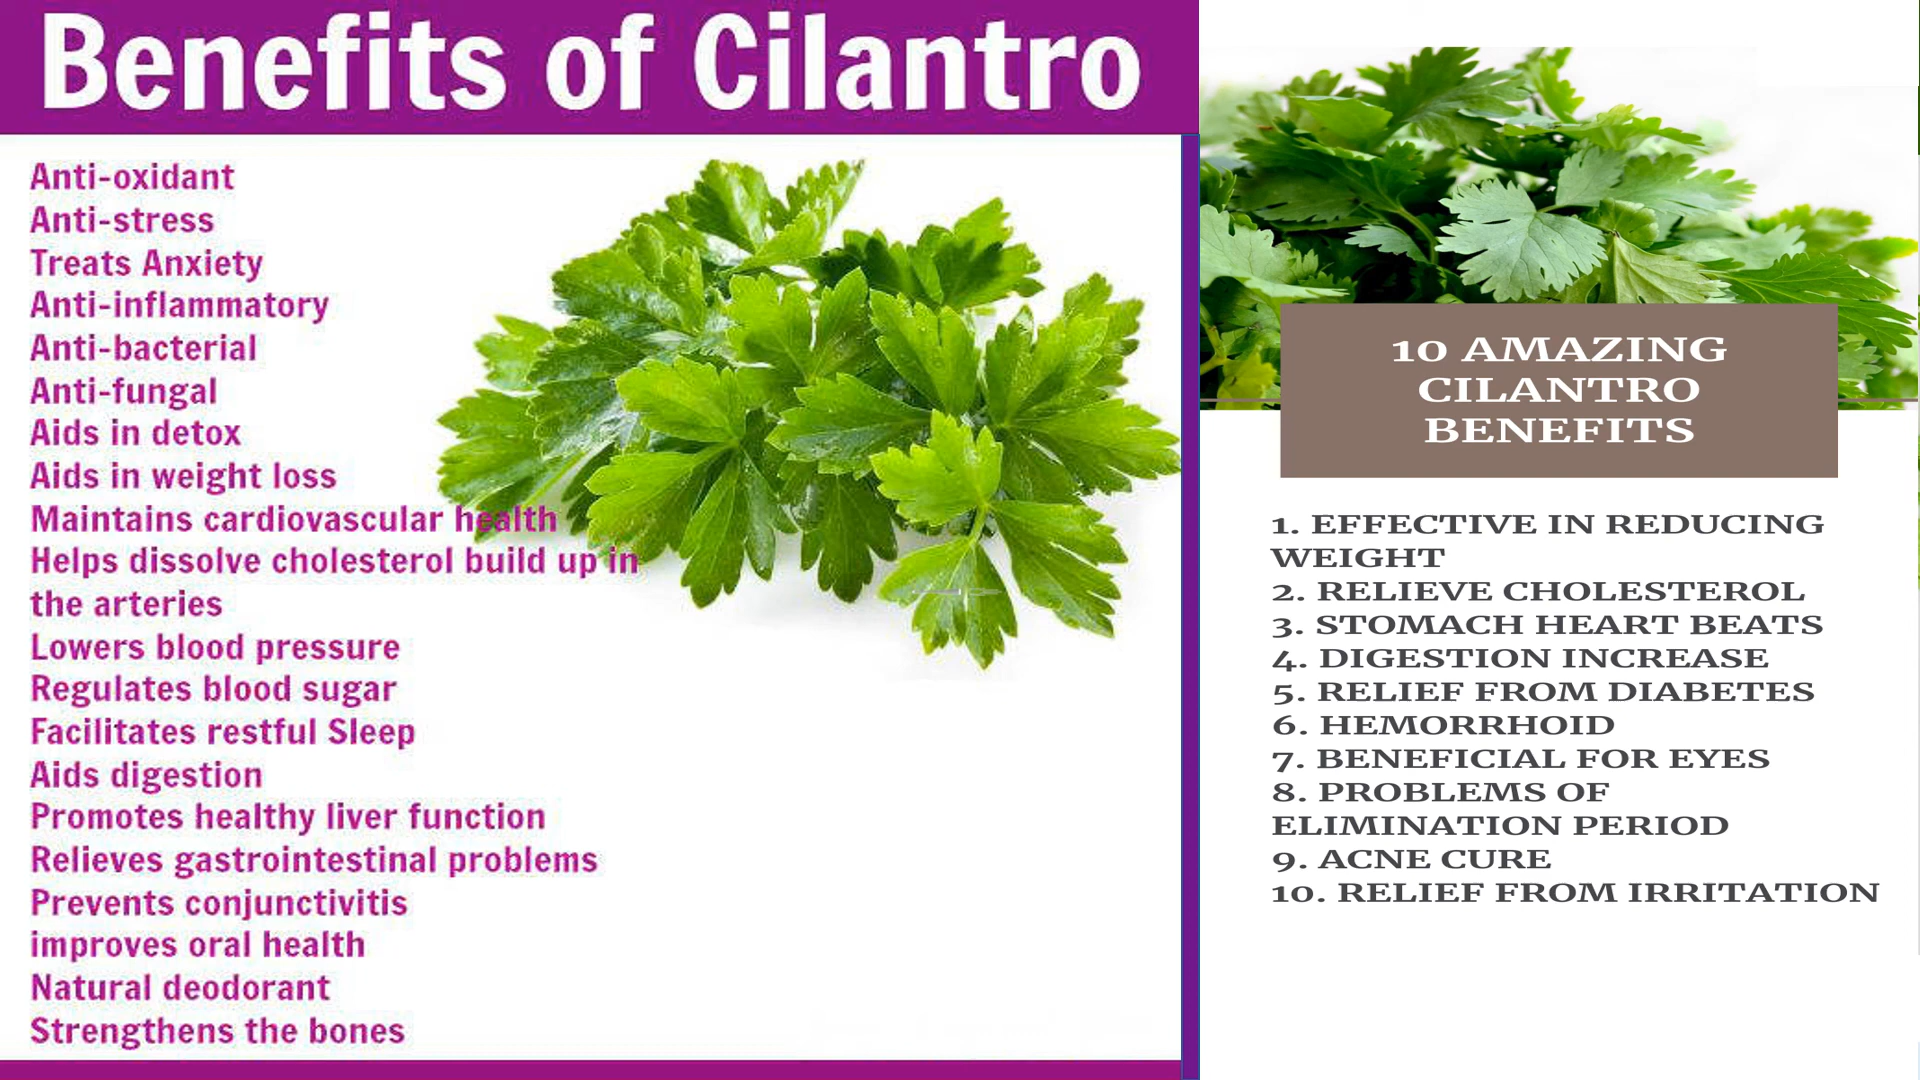 Benefits of Cilantro
Anti-oxidant
Anti-stress
Treats Anxiety
Anti-inflammatory
Anti-bacterial
Anti-fungal
Aids in detox
Aids in weight loss
Maintains cardiovascular health
Helps dissolve cholesterol build up in
the arteries
Lowers blood pressure
Regulates blood sugar
Facilitates restful Sleep
Aids digestion
Promotes healthy liver function
Relieves gastrointestinal problems
Prevents conjunctivitis
improves oral health
Natural deodorant
Strengthens the bones
10 AMAZING
CILANTRO
BENEFITS
1. EFFECTIVE IN REDUCING
WEIGHT
2. RELIEVE CHOLESTEROL
3. STOMACH HEART BEATS
4. DIGESTION INCREASE
5. RELIEF FROM DIABETES
6. HEMORRHOID
7. BENEFICIAL FOR EYES
8. PROBLEMS OF
ELIMINATION PERIOD
9. ACNE CURE
10. RELIEF FROM IRRITATION